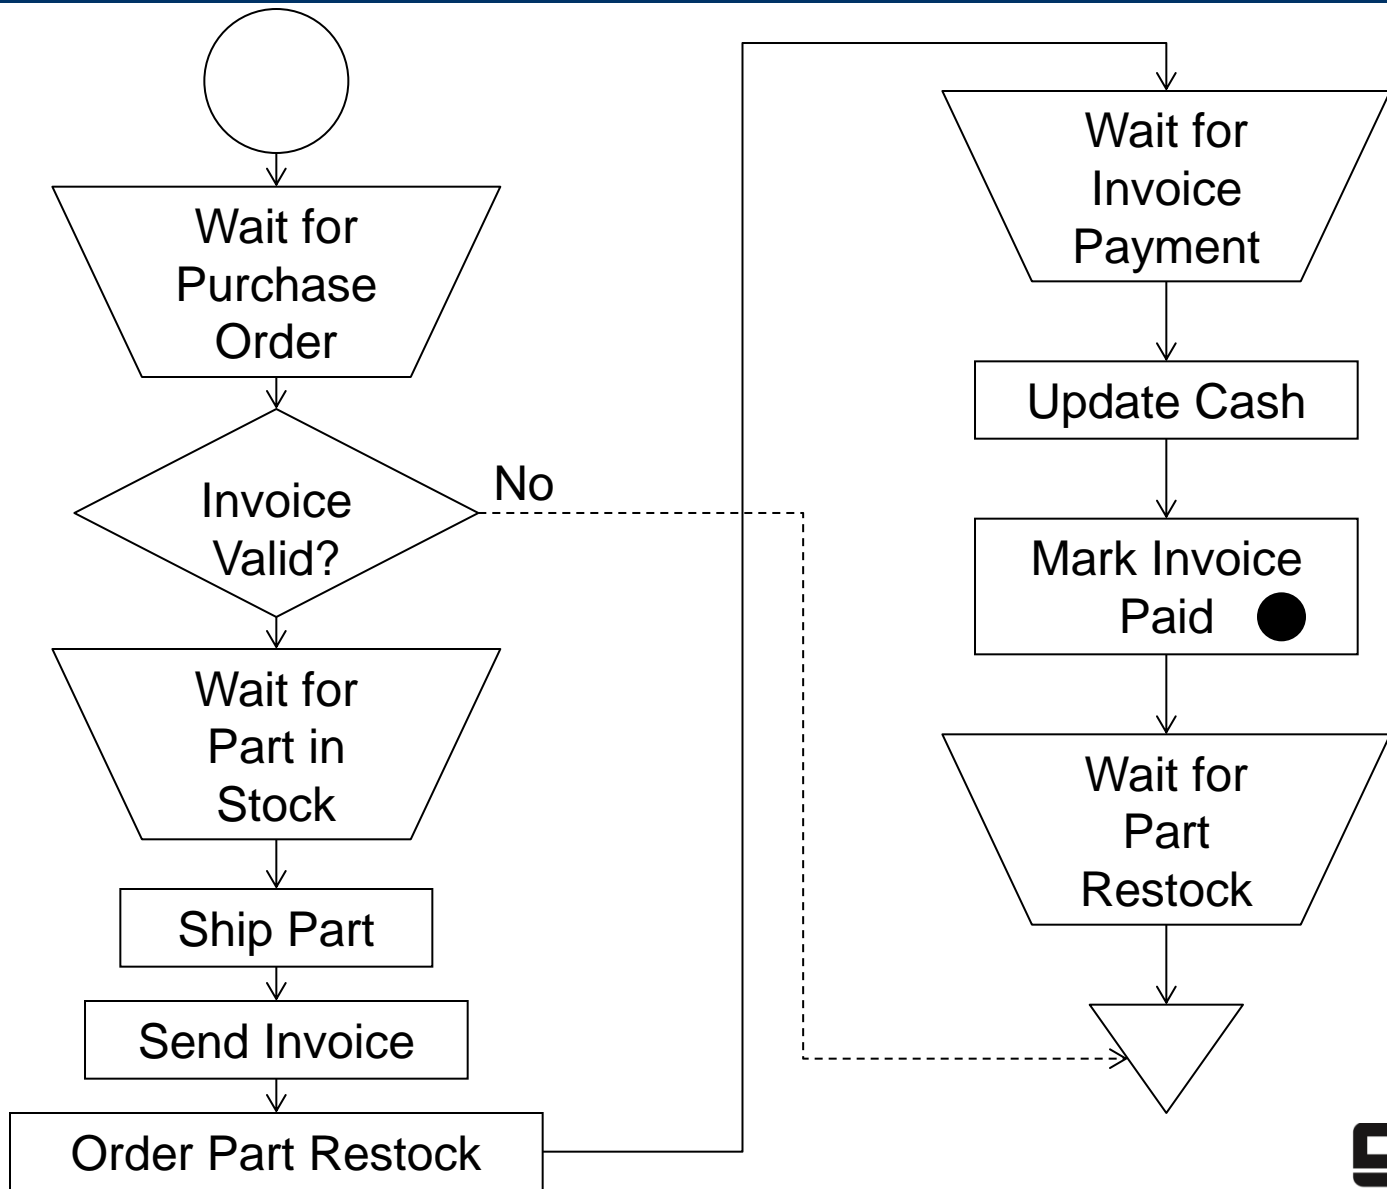 Wait for
Purchase
Order
Invoice
Valid?
No
Wait for
Part in
Stock
Ship Part
Send Invoice
Order Part Restock
Wait for
Invoice
Payment
Update Cash
Mark Invoice
Paid
Wait for
Part
Restock